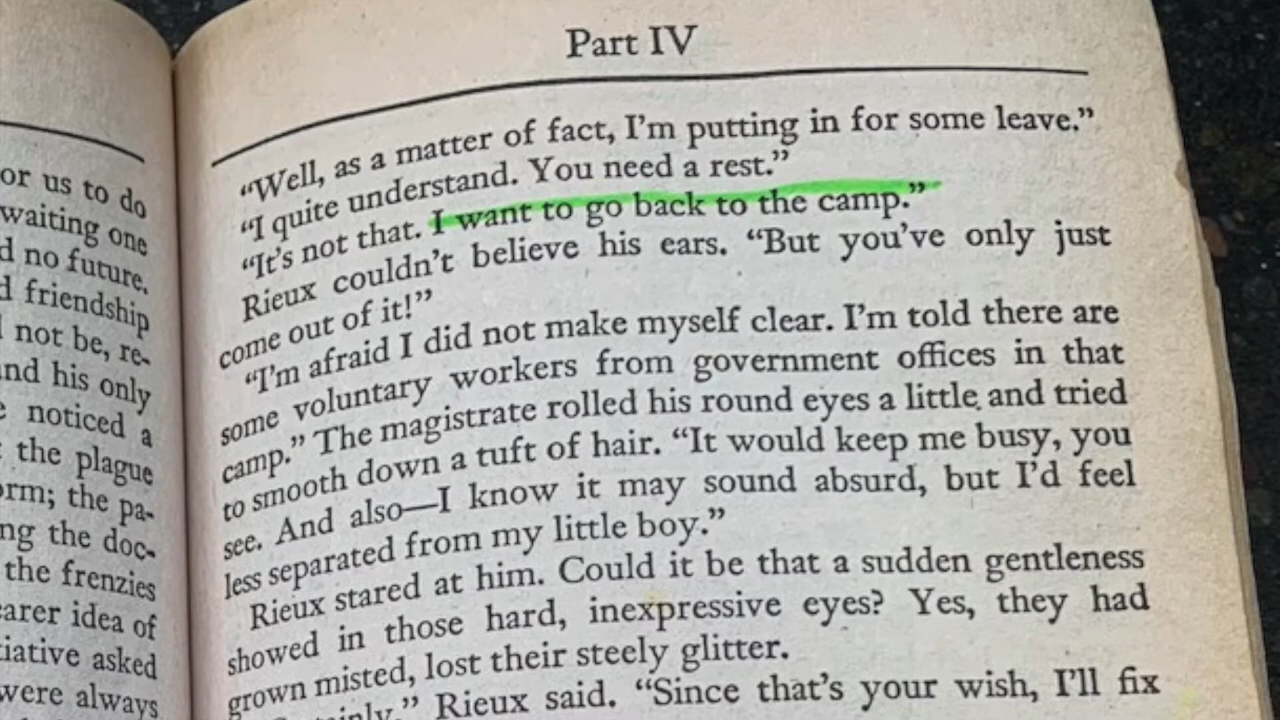 or us to do
waiting one
d no future.
d friendship
not be, re-
and his only
noticed a
the plague
orm; the pa-
ng the doc-
the frenzies
earer idea of
tiative asked
were always
Part IV
“Well, as a matter of fact, I’m putting in for some leave.”
“I quite understand. You need a rest.”
“It’s not that. I want to go back to the camp.”
Rieux couldn’t believe his ears. “But you’ve only just
come out of it!”
“I’m afraid I did not make myself clear. I’m told there are
some voluntary workers from government offices in that
camp.” The magistrate rolled his round eyes a little and tried
to smooth down a tuft of hair. “It would keep me busy, you
see. And also—I know it may sound absurd, but I’d feel
less separated from my little boy.”
Rieux stared at him. Could it be that a sudden gentleness
showed in those hard, inexpressive eyes? Yes, they had
grown misted, lost their steely glitter.
Rieux said. “Since that’s your wish, I’ll fix